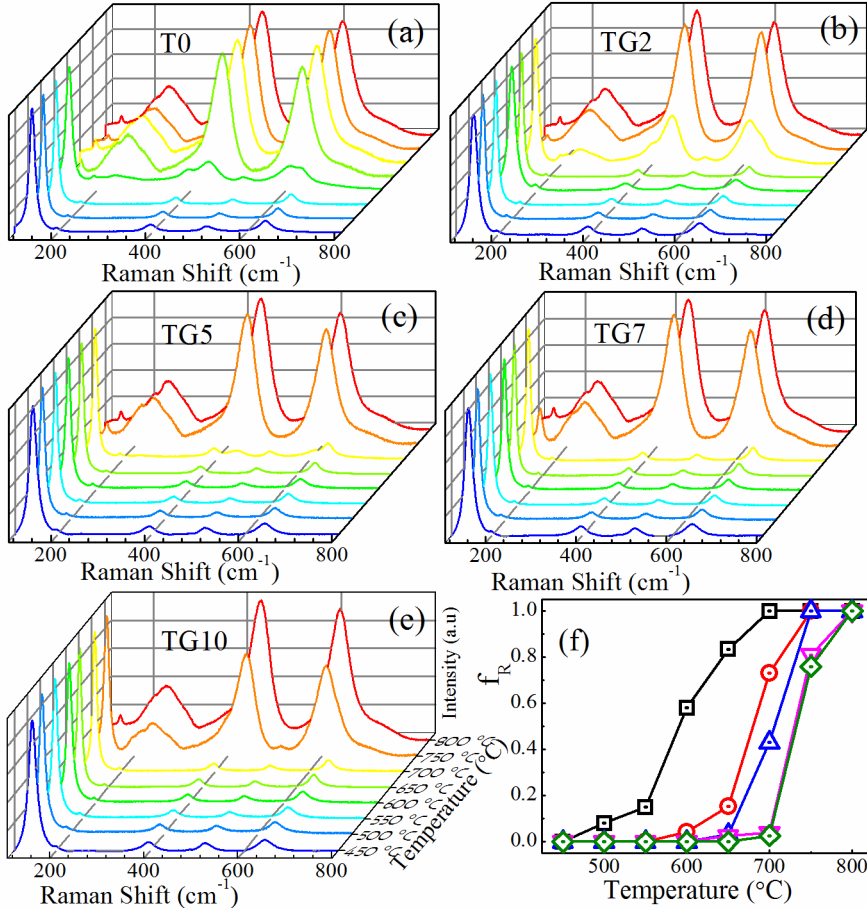 (a)
T0
200
400
600
800
Raman Shift (cm-1)
(b)
TG2
200
400
600
800
Raman Shift (cm-1)
(c)
TG5
200
400
600
800
Raman Shift (cm-1)
(d)
TG7
200
400
600
800
Raman Shift (cm-1)
(e)
TG10
200
400
600
800
Raman Shift (cm-1)
Intensity (a.u)
800 °C
750 °C
700 °C
650 °C
600 °C
550 °C
500 °C
450 °C
Temperature (°C)
(f)
fR
1.0
0.8
0.6
0.4
0.2
0.0
500
600
700
800
Temperature (°C)